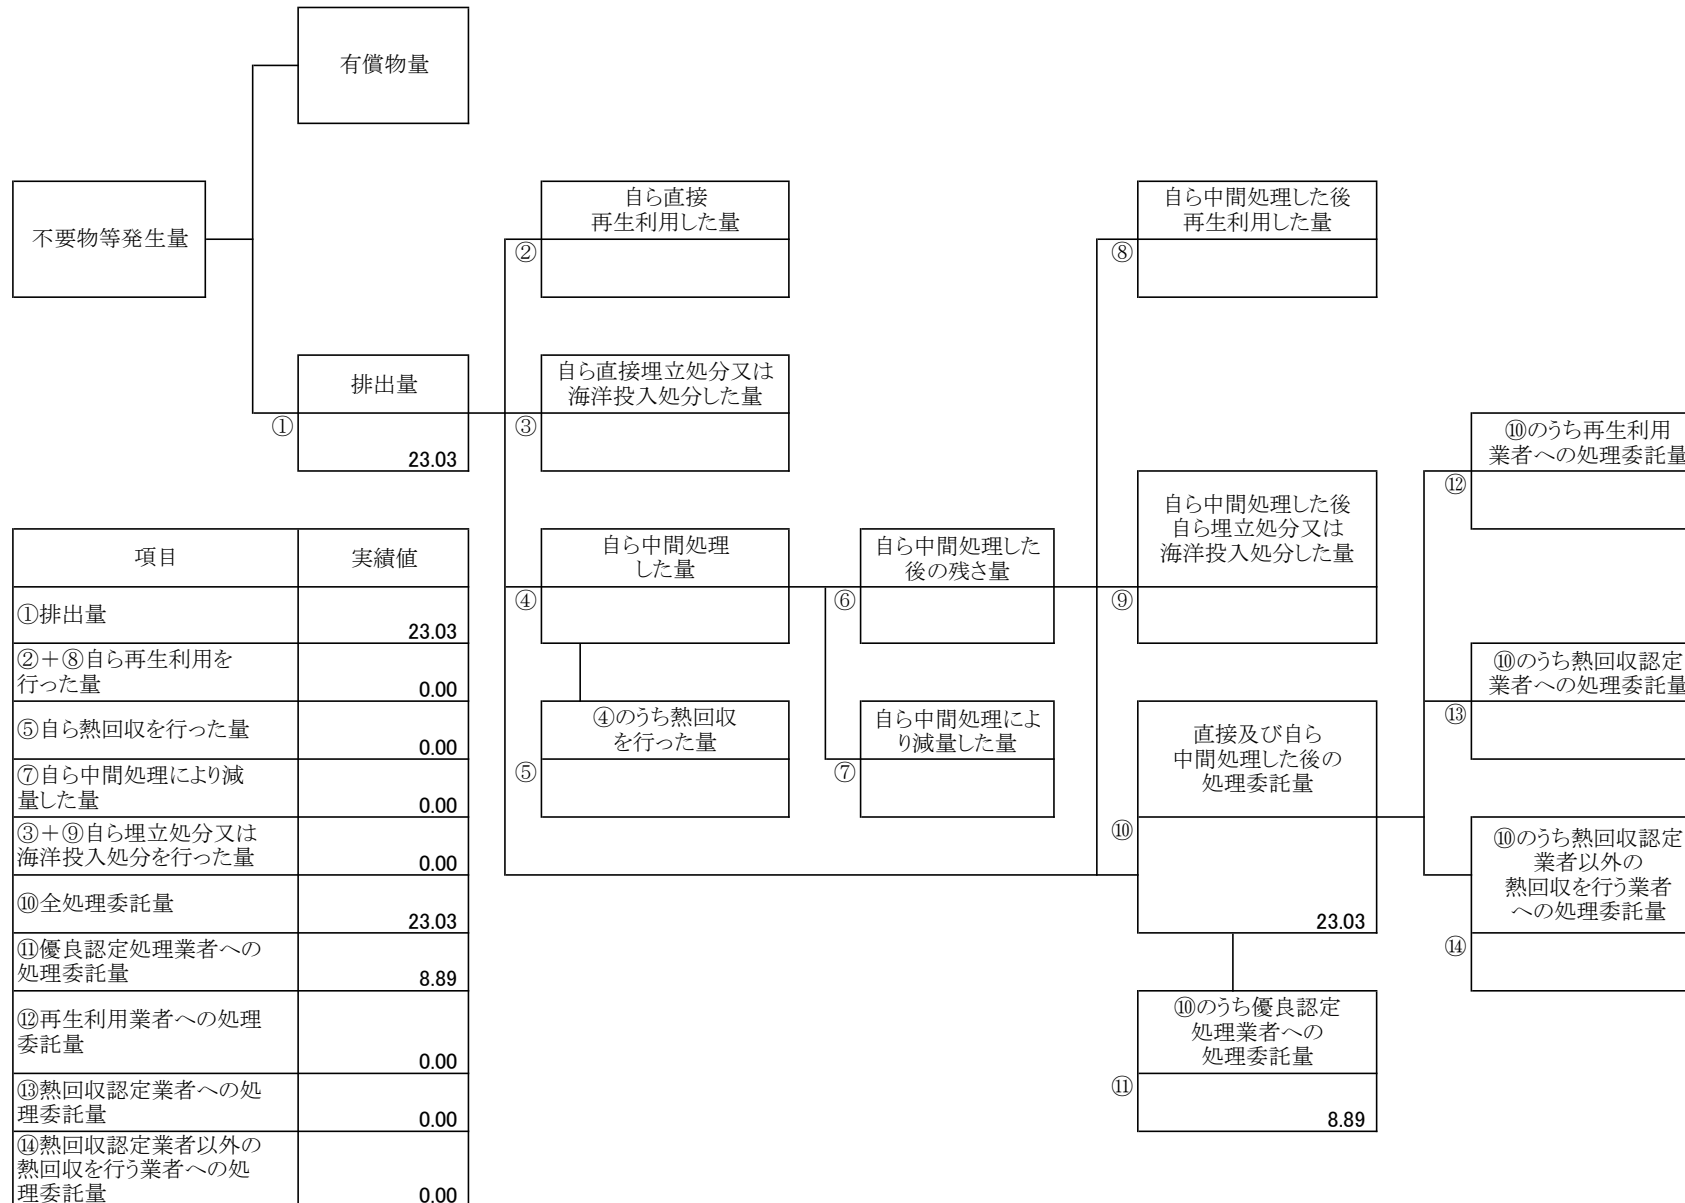 有償物量
不要物等発生量
自ら直接
再生利用した量
②
自ら中間処理した後
再生利用した量
⑧
排出量
①
23.03
自ら直接埋立処分又は
海洋投入処分した量
③
⑩のうち再生利用
業者への処理委託量
⑫
自ら中間処理した後
自ら埋立処分又は
海洋投入処分した量
⑨
自ら中間処理
した量
④
自ら中間処理した
後の残さ量
⑥
④のうち熱回収
を行った量
⑤
自ら中間処理によ
り減量した量
⑦
直接及び自ら
中間処理した後の
処理委託量
⑩
23.03
⑩のうち熱回収認定
業者への処理委託量
⑬
⑩のうち熱回収認定
業者以外の
熱回収を行う業者
への処理委託量
⑭
⑩のうち優良認定
処理業者への
処理委託量
⑪
8.89
項目 実績値
①排出量
23.03
②+⑧自ら再生利用を
行った量 0.00
⑤自ら熱回収を行った量
0.00
⑦自ら中間処理により減
量した量 0.00
③+⑨自ら埋立処分又は
海洋投入処分を行った量 0.00
⑩全処理委託量
23.03
⑪優良認定処理業者への
処理委託量 8.89
⑫再生利用業者への処理
委託量
0.00
⑬熱回収認定業者への処
理委託量 0.00
⑭熱回収認定業者以外の
熱回収を行う業者への処
理委託量 0.00